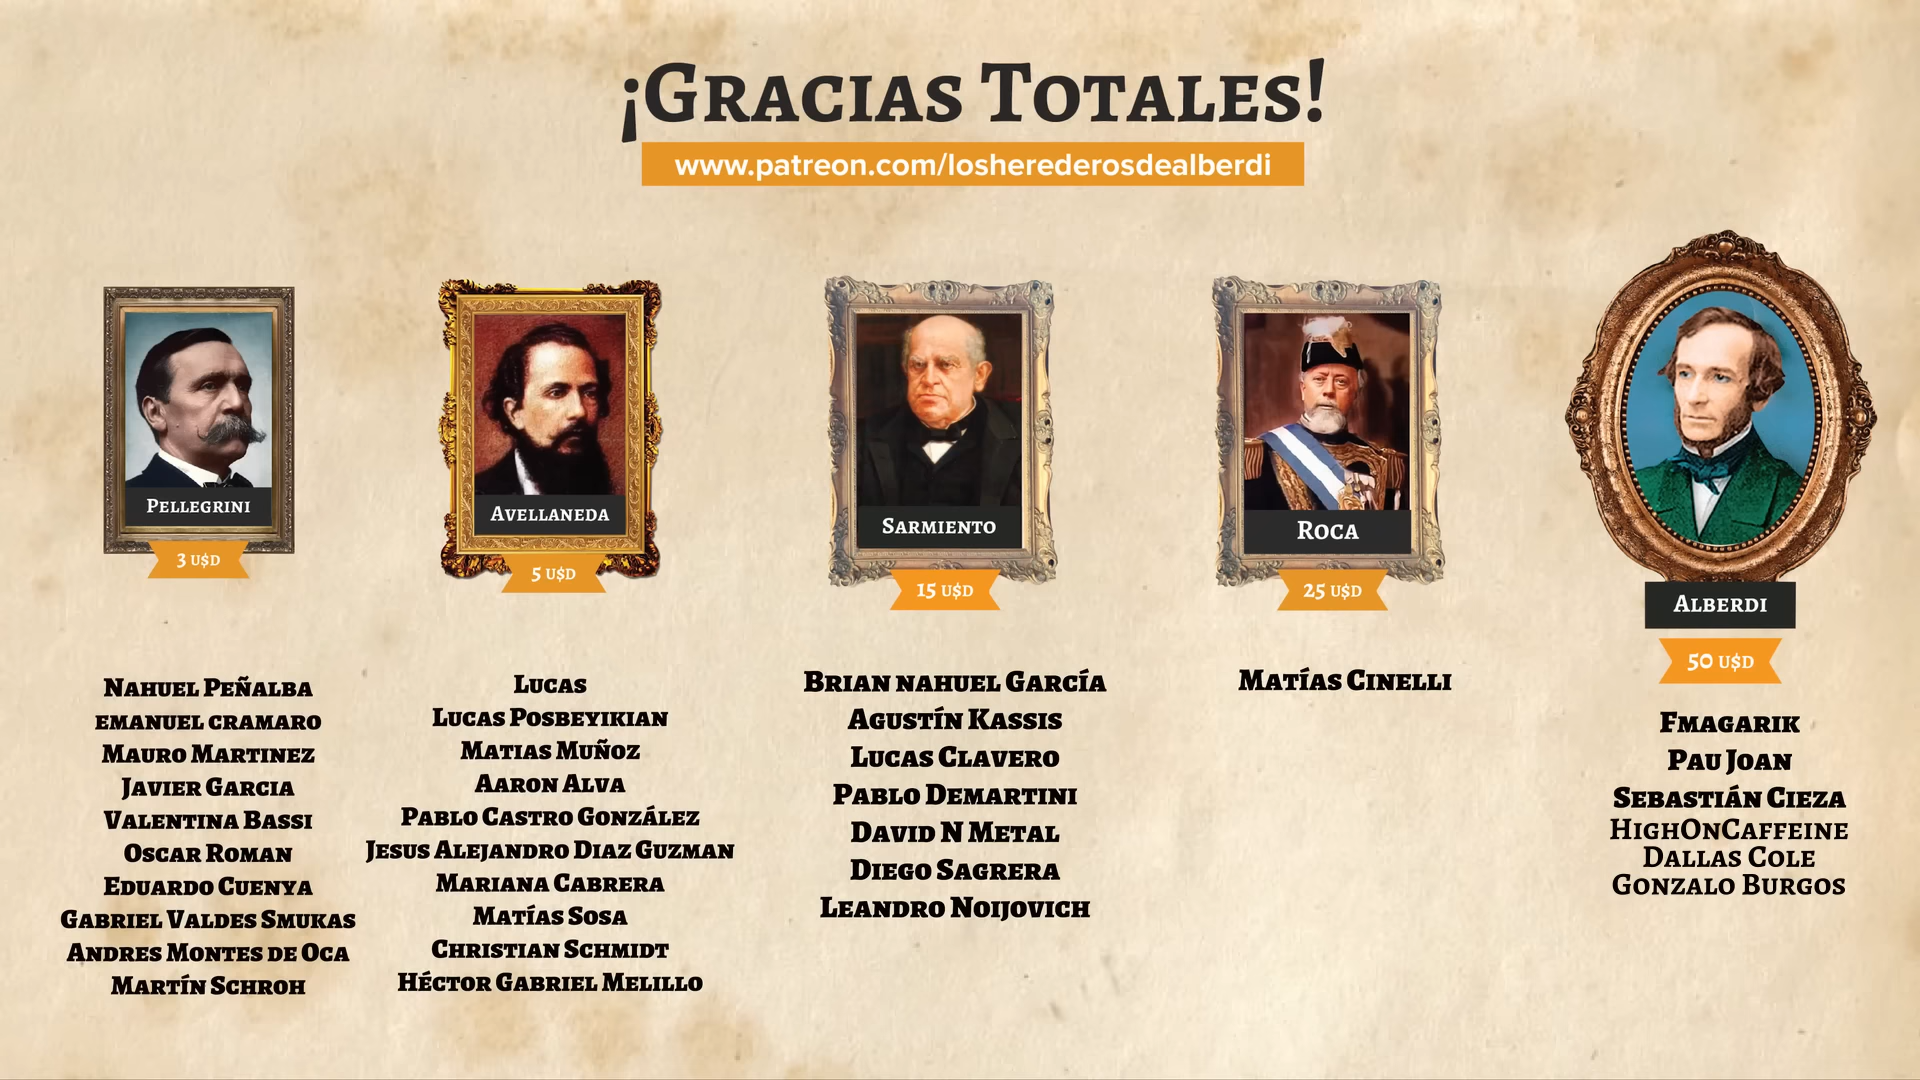 ¡Gracias Totales!
www.patreon.com/losherederosdealberdi
Pellegrini
3 U$D
Nahuel Peñalba
emanuel cramaro
Mauro Martinez
Javier Garcia
Valentina Bassi
Oscar Roman
Eduardo Cuenya
Gabriel Valdes Smukas
Andres Montes de Oca
Martín Schroh
Avellaneda
5 U$D
Lucas
Lucas Posbeyikian
Matias Muñoz
Aaron Alva
Pablo Castro González
Jesus Alejandro Diaz Guzman
Mariana Cabrera
Matías Sosa
Christian Schmidt
Héctor Gabriel Melillo
Sarmiento
15 U$D
Brian nahuel García
Agustín Kassis
Lucas Clavero
Pablo Demartini
David N Metal
Diego Sagrera
Leandro Noijovich
Roca
25 U$D
Matías Cinelli
Alberdi
50 U$D
Fmagarik
Pau Joan
Sebastián Cieza
HighOnCaffeine
Dallas Cole
Gonzalo Burgos